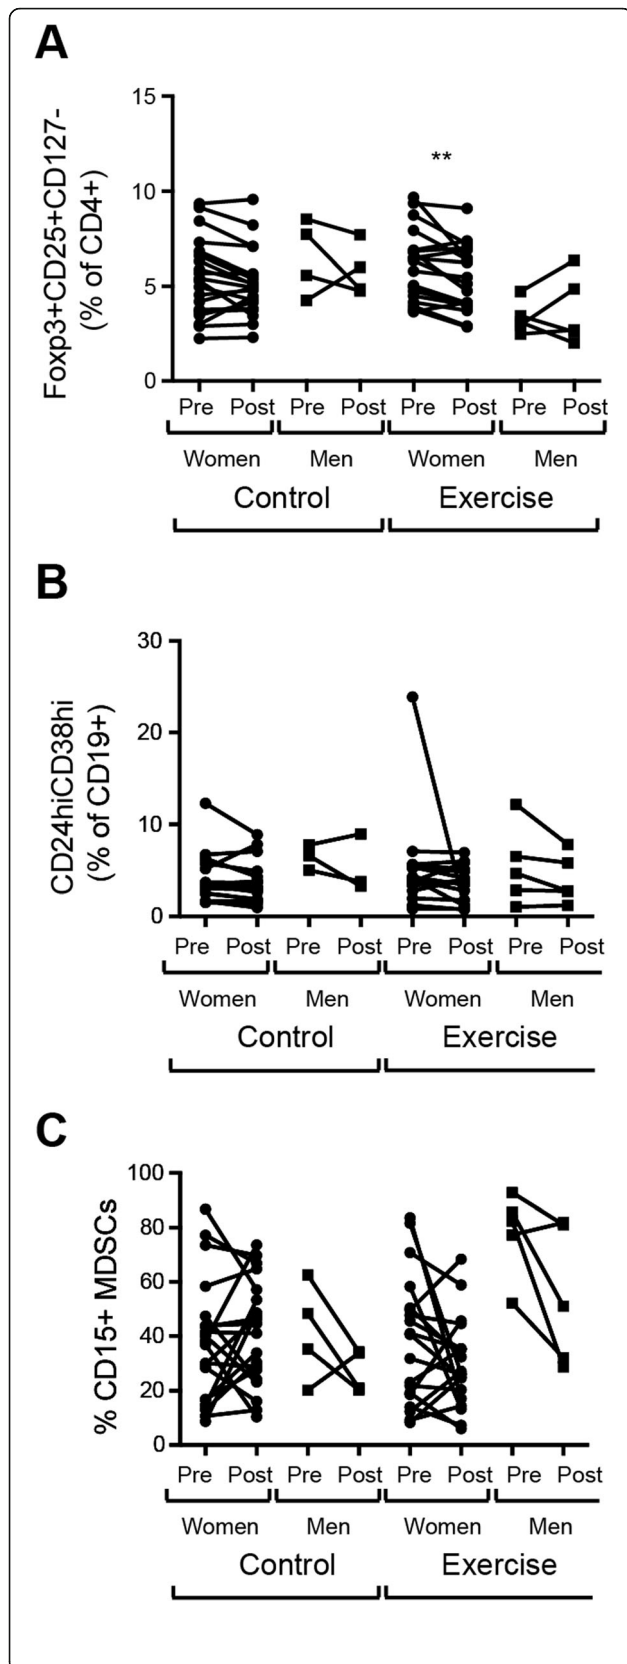 A
Foxp3+CD25+CD127-
(% of CD4+)
15
10
5
0
**
Pre Post Pre Post Pre Post Pre Post
Women Men Women Men
Control Exercise
B
CD24hiCD38hi
(% of CD19+)
30
20
10
0
Pre Post Pre Post Pre Post Pre Post
Women Men Women Men
Control Exercise
C
% CD15+ MDSCs
100
80
60
40
20
0
Pre Post Pre Post Pre Post Pre Post
Women Men Women Men
Control Exercise